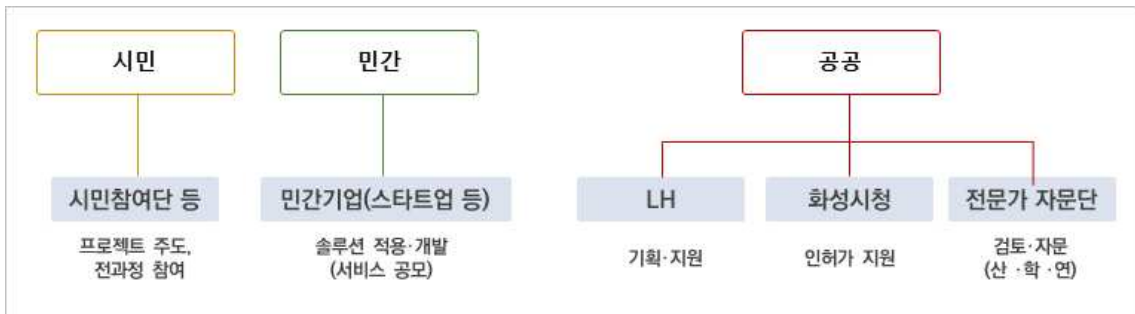 시민
민간
공공
시민참여단 등
민간기업(스타트업 등)
LH
화성시청
전문가 자문단
프로젝트 주도,
전과정 참여
솔루션 적용·개발
(서비스 공모)
기획·지원
인허가 지원
검토·자문
(산 ·학 ·연)